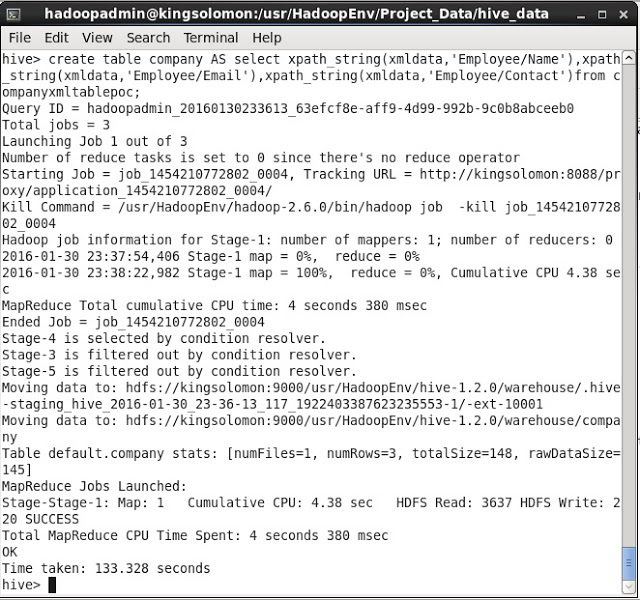 hadoopadmin@kingsolomon:/usr/HadoopEnv/Project_Data/hive_data
File Edit View Search Terminal Help
hive> create table company AS select xpath_string(xmldata,'Employee/Name'),xpath
_string(xmldata,'Employee/Email'),xpath_string(xmldata,'Employee/Contact')from c
ompanyxmltablepoc;
Query ID = hadoopadmin_20160130233613_63efcf8e-aff9-4d99-992b-9c0b8abceeb0
Total jobs = 3
Launching Job 1 out of 3
Number of reduce tasks is set to 0 since there's no reduce operator
Starting Job = job_1454210772802_0004, Tracking URL = http://kingsolomon:8088/pr
oxy/application_1454210772802_0004/
Kill Command = /usr/HadoopEnv/hadoop-2.6.0/bin/hadoop job  -kill job_14542107728
02_0004
Hadoop job information for Stage-1: number of mappers: 1; number of reducers: 0
2016-01-30 23:37:54,406 Stage-1 map = 0%,  reduce = 0%
2016-01-30 23:38:22,982 Stage-1 map = 100%,  reduce = 0%, Cumulative CPU 4.38 se
c
MapReduce Total cumulative CPU time: 4 seconds 380 msec
Ended Job = job_1454210772802_0004
Stage-4 is selected by condition resolver.
Stage-3 is filtered out by condition resolver.
Stage-5 is filtered out by condition resolver.
Moving data to: hdfs://kingsolomon:9000/usr/HadoopEnv/hive-1.2.0/warehouse/.hive
-staging_hive_2016-01-30_23-36-13_117_1922403387623235553-1/-ext-10001
Moving data to: hdfs://kingsolomon:9000/usr/HadoopEnv/hive-1.2.0/warehouse/compa
ny
Table default.company stats: [numFiles=1, numRows=3, totalSize=148, rawDataSize=
145]
MapReduce Jobs Launched:
Stage-Stage-1: Map: 1   Cumulative CPU: 4.38 sec   HDFS Read: 3637 HDFS Write: 2
20 SUCCESS
Total MapReduce CPU Time Spent: 4 seconds 380 msec
OK
Time taken: 133.328 seconds
hive>